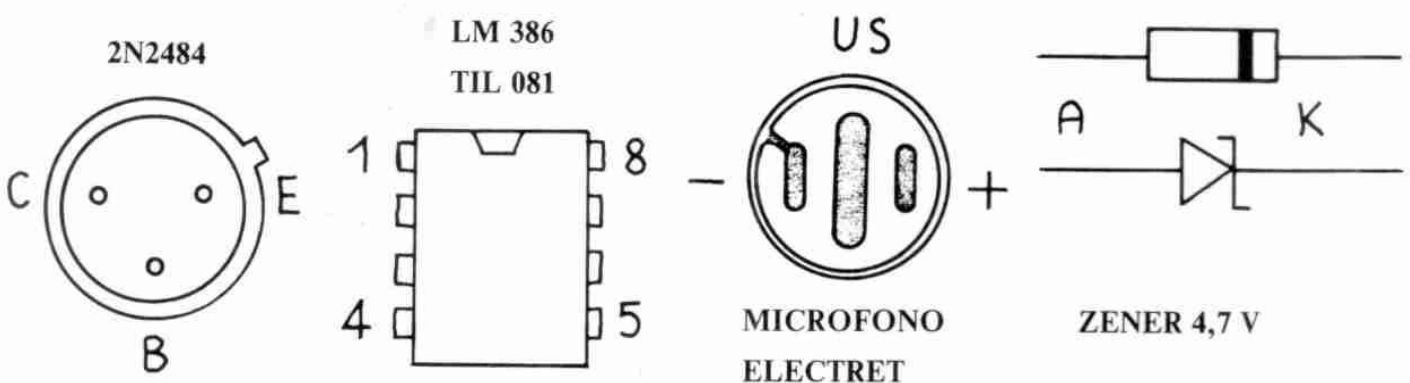 2N2484
C
E
B
LM 386
TIL 081
1
8
4
5
US
-
+
MICROFONO
ELECTRET
A
K
ZENER 4,7 V